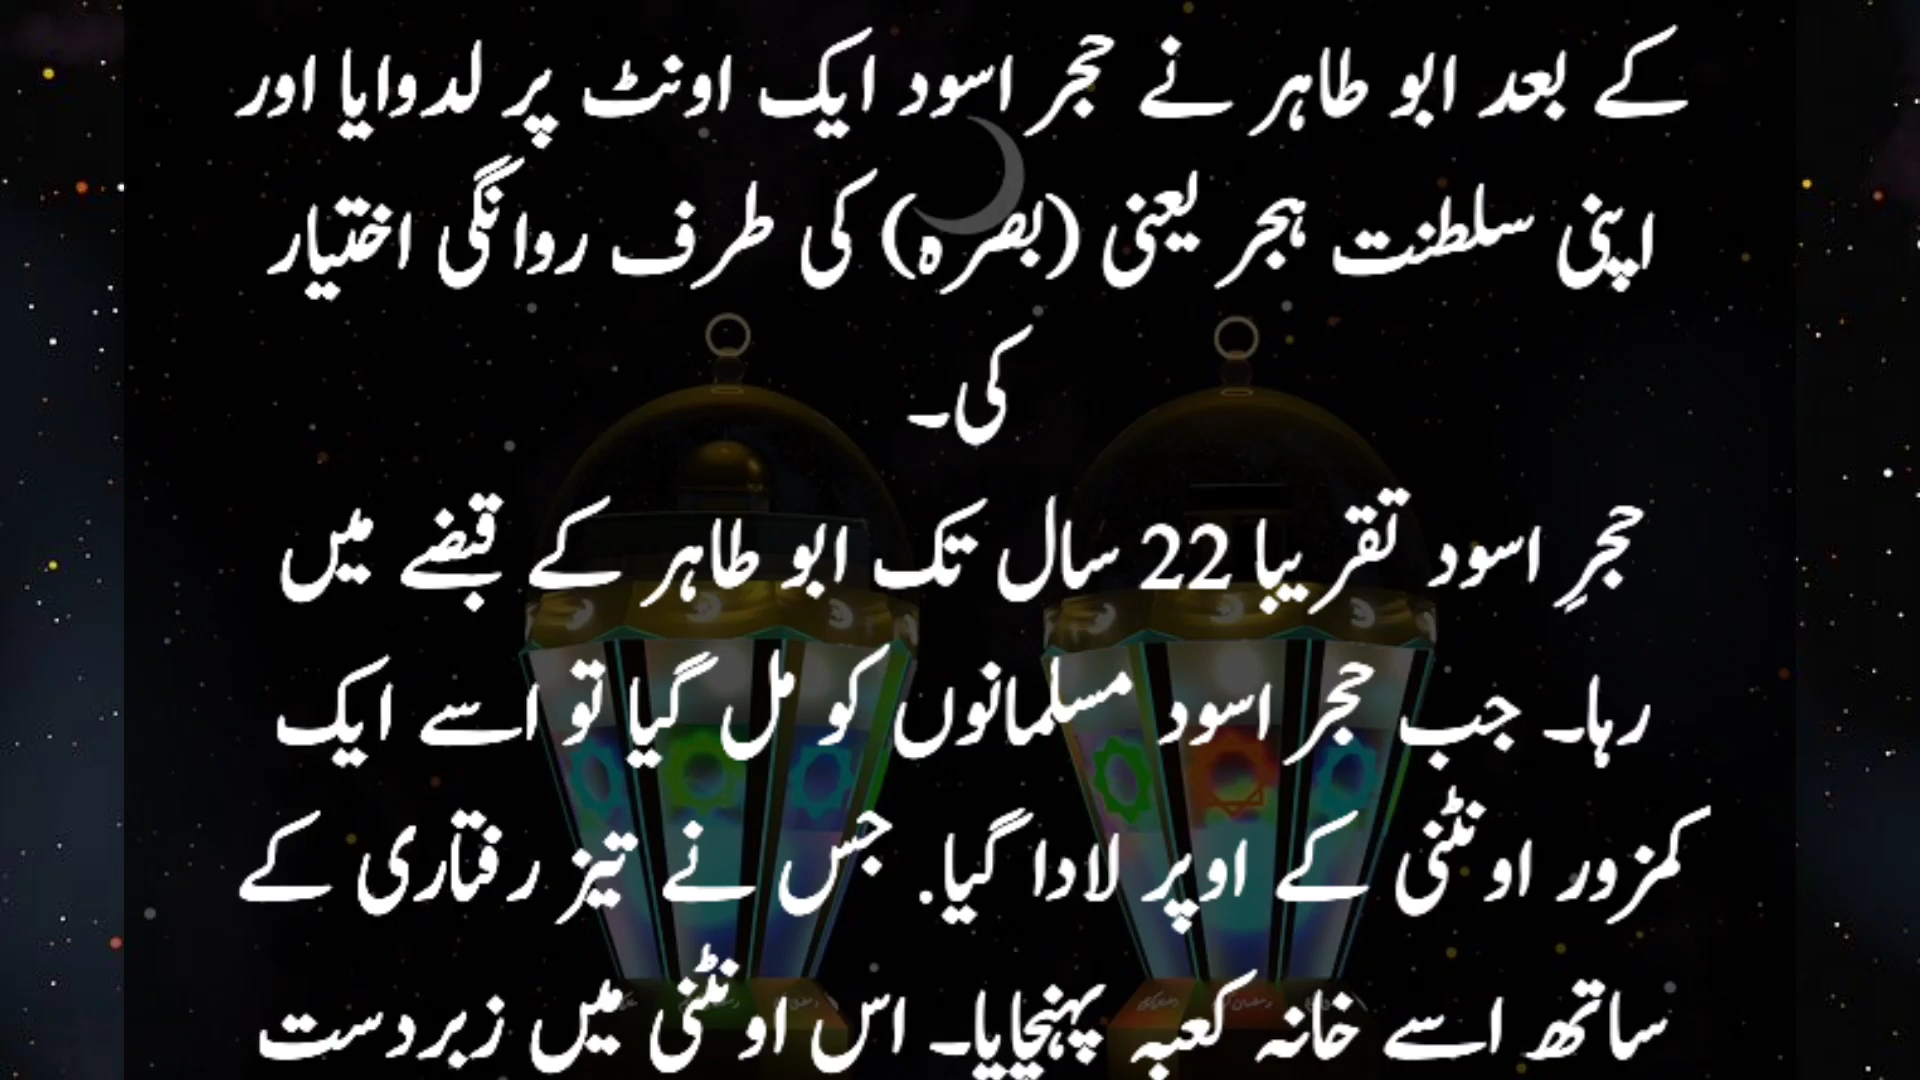 کے بعد ابو طاہر نے حجر اسود ایک اونٹ پر لدوایا اور
اپنی سلطنت ہجر یعنی (بصرہ) کی طرف روانگی اختیار
کی۔
حجرِ اسود تقریبا 22 سال تک ابو طاہر کے قبضے میں
رہا۔ جب حجر اسود مسلمانوں کو مل گیا تو اسے ایک
کمزور اونٹنی کے اوپر لادا گیا. جس نے تیز رفتاری کے
ساتھ اسے خانہ کعبہ پہنچایا۔ اس اونٹنی میں زبردست